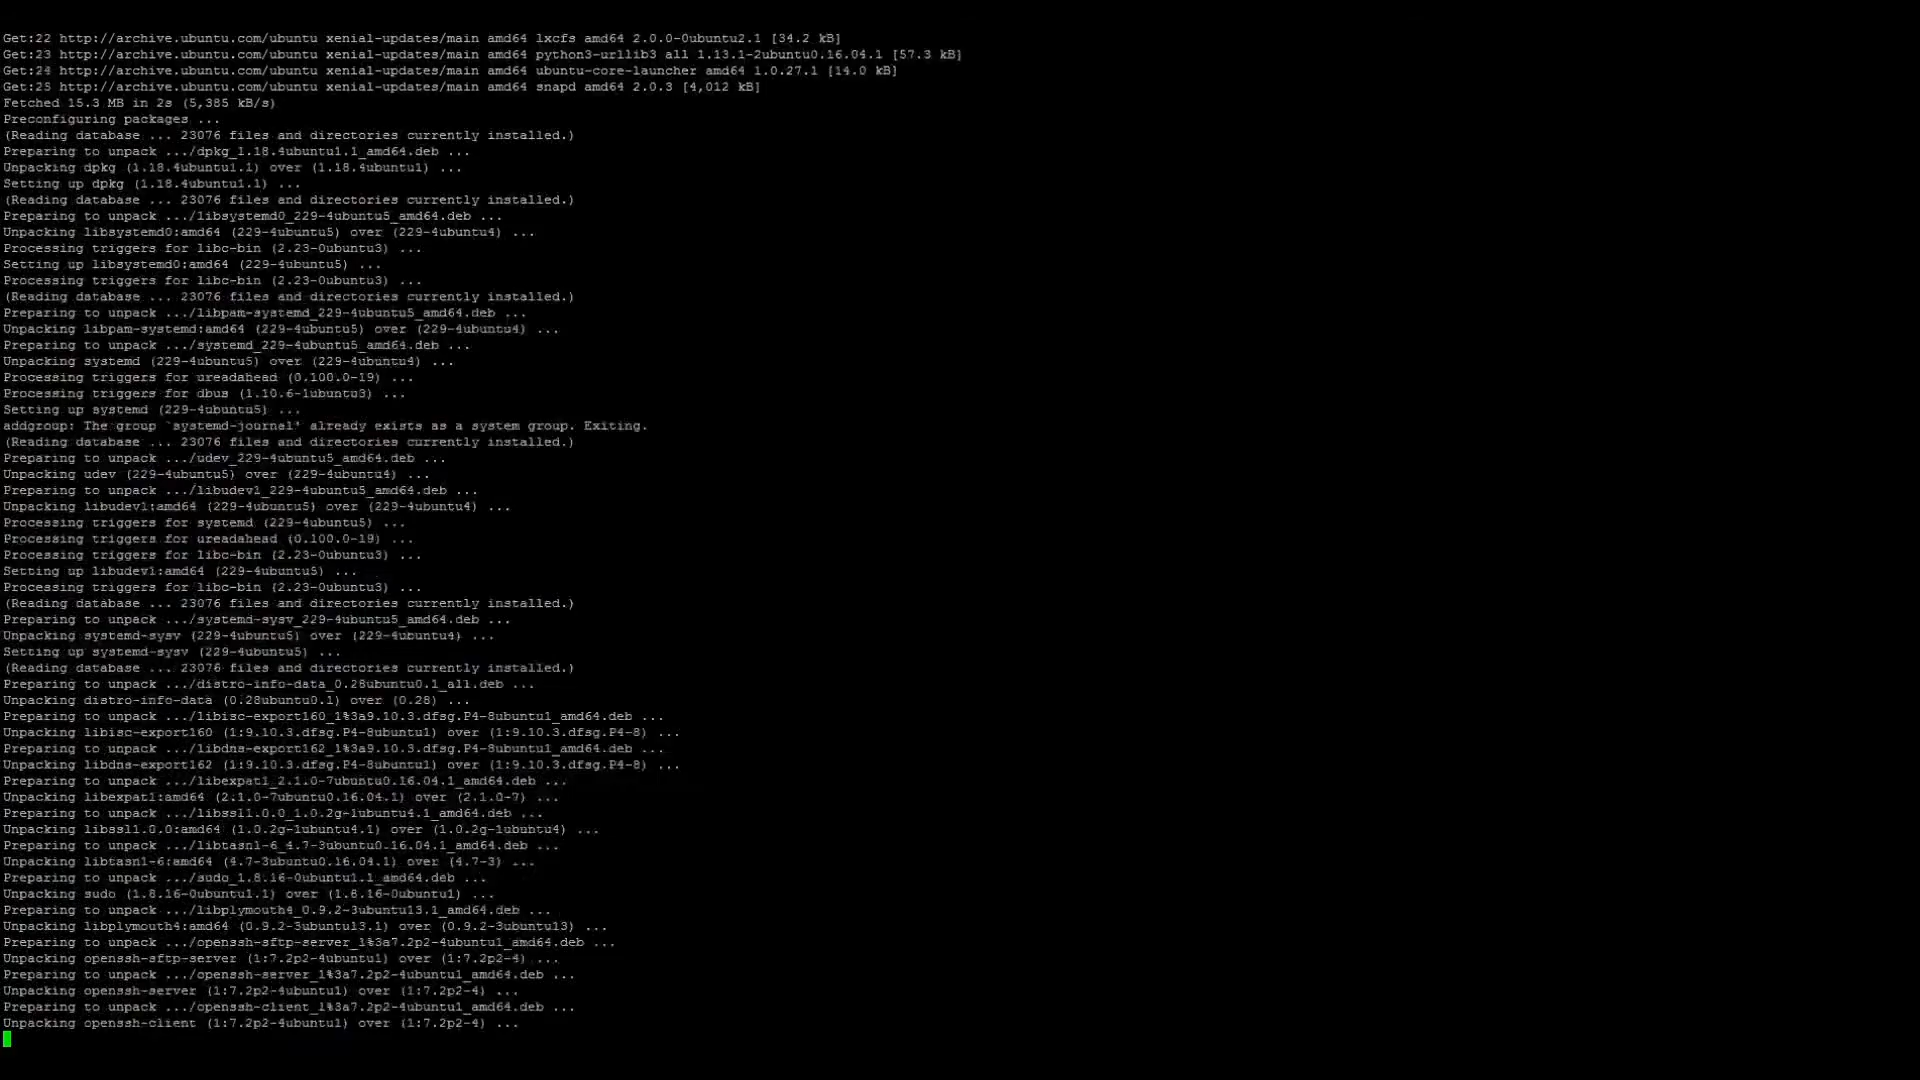 Get:22 http://archive.ubuntu.com/ubuntu xenial-updates/main amd64 lxcfs amd64 2.0.0-0ubuntu2.1 [34.2 kB]
Get:23 http://archive.ubuntu.com/ubuntu xenial-updates/main amd64 python3-urllib3 all 1.13.1-2ubuntu0.16.04.1 [57.3 kB]
Get:24 http://archive.ubuntu.com/ubuntu xenial-updates/main amd64 ubuntu-core-launcher amd64 1.0.27.1 [14.0 kB]
Get:25 http://archive.ubuntu.com/ubuntu xenial-updates/main amd64 snapd amd64 2.0.3 [4,012 kB]
Fetched 15.3 MB in 2s (5,385 kB/s)
Preconfiguring packages ...
(Reading database ... 23076 files and directories currently installed.)
Preparing to unpack .../dpkg_1.18.4ubuntu1.1_amd64.deb ...
Unpacking dpkg (1.18.4ubuntu1.1) over (1.18.4ubuntu1) ...
Setting up dpkg (1.18.4ubuntu1.1) ...
(Reading database ... 23076 files and directories currently installed.)
Preparing to unpack .../libsystemd0_229-4ubuntu5_amd64.deb ...
Unpacking libsystemd0:amd64 (229-4ubuntu5) over (229-4ubuntu4) ...
Processing triggers for libc-bin (2.23-0ubuntu3) ...
Setting up libsystemd0:amd64 (229-4ubuntu5) ...
Processing triggers for libc-bin (2.23-0ubuntu3) ...
(Reading database ... 23076 files and directories currently installed.)
Preparing to unpack .../libpam-systemd_229-4ubuntu5_amd64.deb ...
Unpacking libpam-systemd:amd64 (229-4ubuntu5) over (229-4ubuntu4) ...
Preparing to unpack .../systemd_229-4ubuntu5_amd64.deb ...
Unpacking systemd (229-4ubuntu5) over (229-4ubuntu4) ...
Processing triggers for ureadahead (0.100.0-19) ...
Processing triggers for dbus (1.10.6-1ubuntu3) ...
Setting up systemd (229-4ubuntu5) ...
addgroup: The group `systemd-journal' already exists as a system group. Exiting.
(Reading database ... 23076 files and directories currently installed.)
Preparing to unpack .../udev_229-4ubuntu5_amd64.deb ...
Unpacking udev (229-4ubuntu5) over (229-4ubuntu4) ...
Preparing to unpack .../libudev1_229-4ubuntu5_amd64.deb ...
Unpacking libudev1:amd64 (229-4ubuntu5) over (229-4ubuntu4) ...
Processing triggers for systemd (229-4ubuntu5) ...
Processing triggers for ureadahead (0.100.0-19) ...
Processing triggers for libc-bin (2.23-0ubuntu3) ...
Setting up libudev1:amd64 (229-4ubuntu5) ...
Processing triggers for libc-bin (2.23-0ubuntu3) ...
(Reading database ... 23076 files and directories currently installed.)
Preparing to unpack .../systemd-sysv_229-4ubuntu5_amd64.deb ...
Unpacking systemd-sysv (229-4ubuntu5) over (229-4ubuntu4) ...
Setting up systemd-sysv (229-4ubuntu5) ...
(Reading database ... 23076 files and directories currently installed.)
Preparing to unpack .../distro-info-data_0.28ubuntu0.1_all.deb ...
Unpacking distro-info-data (0.28ubuntu0.1) over (0.28) ...
Preparing to unpack .../libisc-export160_1%3a9.10.3.dfsg.P4-8ubuntu1_amd64.deb ...
Unpacking libisc-export160 (1:9.10.3.dfsg.P4-8ubuntu1) over (1:9.10.3.dfsg.P4-8) ...
Preparing to unpack .../libdns-export162_1%3a9.10.3.dfsg.P4-8ubuntu1_amd64.deb ...
Unpacking libdns-export162 (1:9.10.3.dfsg.P4-8ubuntu1) over (1:9.10.3.dfsg.P4-8) ...
Preparing to unpack .../libexpat1_2.1.0-7ubuntu0.16.04.1_amd64.deb ...
Unpacking libexpat1:amd64 (2.1.0-7ubuntu0.16.04.1) over (2.1.0-7) ...
Preparing to unpack .../libssl1.0.0_1.0.2g-1ubuntu4.1_amd64.deb ...
Unpacking libssl1.0.0:amd64 (1.0.2g-1ubuntu4.1) over (1.0.2g-1ubuntu4) ...
Preparing to unpack .../libtasn1-6_4.7-3ubuntu0.16.04.1_amd64.deb ...
Unpacking libtasn1-6:amd64 (4.7-3ubuntu0.16.04.1) over (4.7-3) ...
Preparing to unpack .../sudo_1.8.16-0ubuntu1.1_amd64.deb ...
Unpacking sudo (1.8.16-0ubuntu1.1) over (1.8.16-0ubuntu1) ...
Preparing to unpack .../libplymouth4_0.9.2-3ubuntu13.1_amd64.deb ...
Unpacking libplymouth4:amd64 (0.9.2-3ubuntu13.1) over (0.9.2-3ubuntu13) ...
Preparing to unpack .../openssh-sftp-server_1%3a7.2p2-4ubuntu1_amd64.deb ...
Unpacking openssh-sftp-server (1:7.2p2-4ubuntu1) over (1:7.2p2-4) ...
Preparing to unpack .../openssh-server_1%3a7.2p2-4ubuntu1_amd64.deb ...
Unpacking openssh-server (1:7.2p2-4ubuntu1) over (1:7.2p2-4) ...
Preparing to unpack .../openssh-client_1%3a7.2p2-4ubuntu1_amd64.deb ...
Unpacking openssh-client (1:7.2p2-4ubuntu1) over (1:7.2p2-4) ...